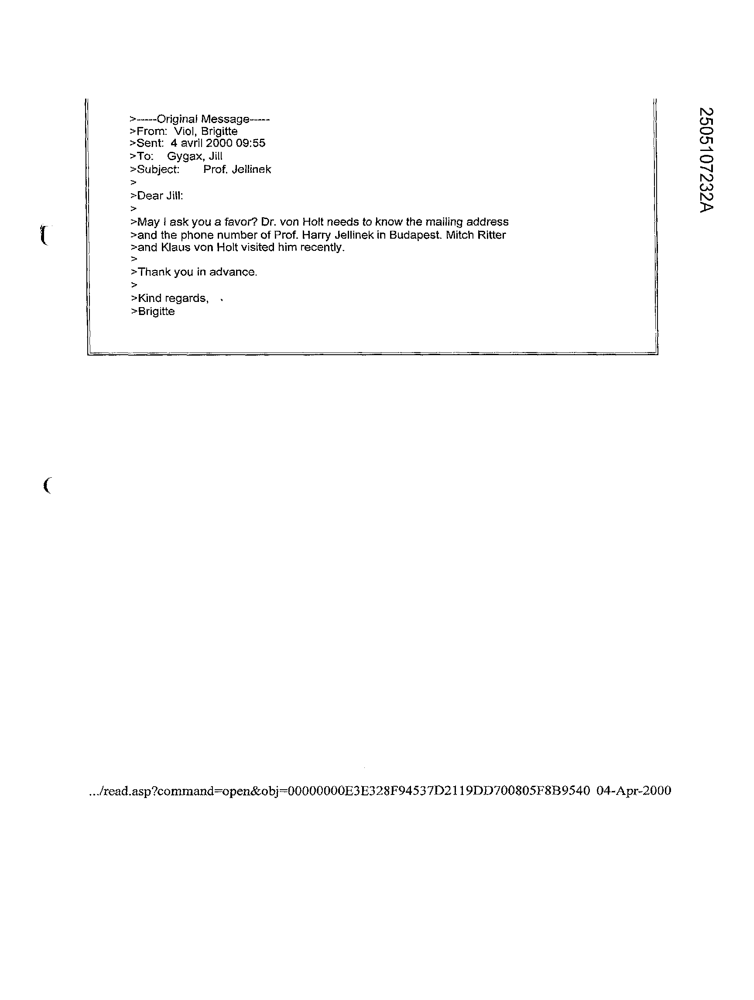 >-----Original Message-----
>From: Viol, Brigitte
>Sent: 4 avril 2000 09:55
>To: Gygax, Jill
>Subject: Prof. Jellinek
>
>Dear Jill:
>
>May I ask you a favor? Dr. von Holt needs to know the mailing address
>and the phone number of Prof. Harry Jellinek in Budapest. Mitch Ritter
>and Klaus von Holt visited him recently.
>
>Thank you in advance.
>
>Kind regards,
>Brigitte
2505107232A
.../read.asp?command=open&obj=00000000E3E328F94537D2119DD700805F8B9540 04-Apr-2000